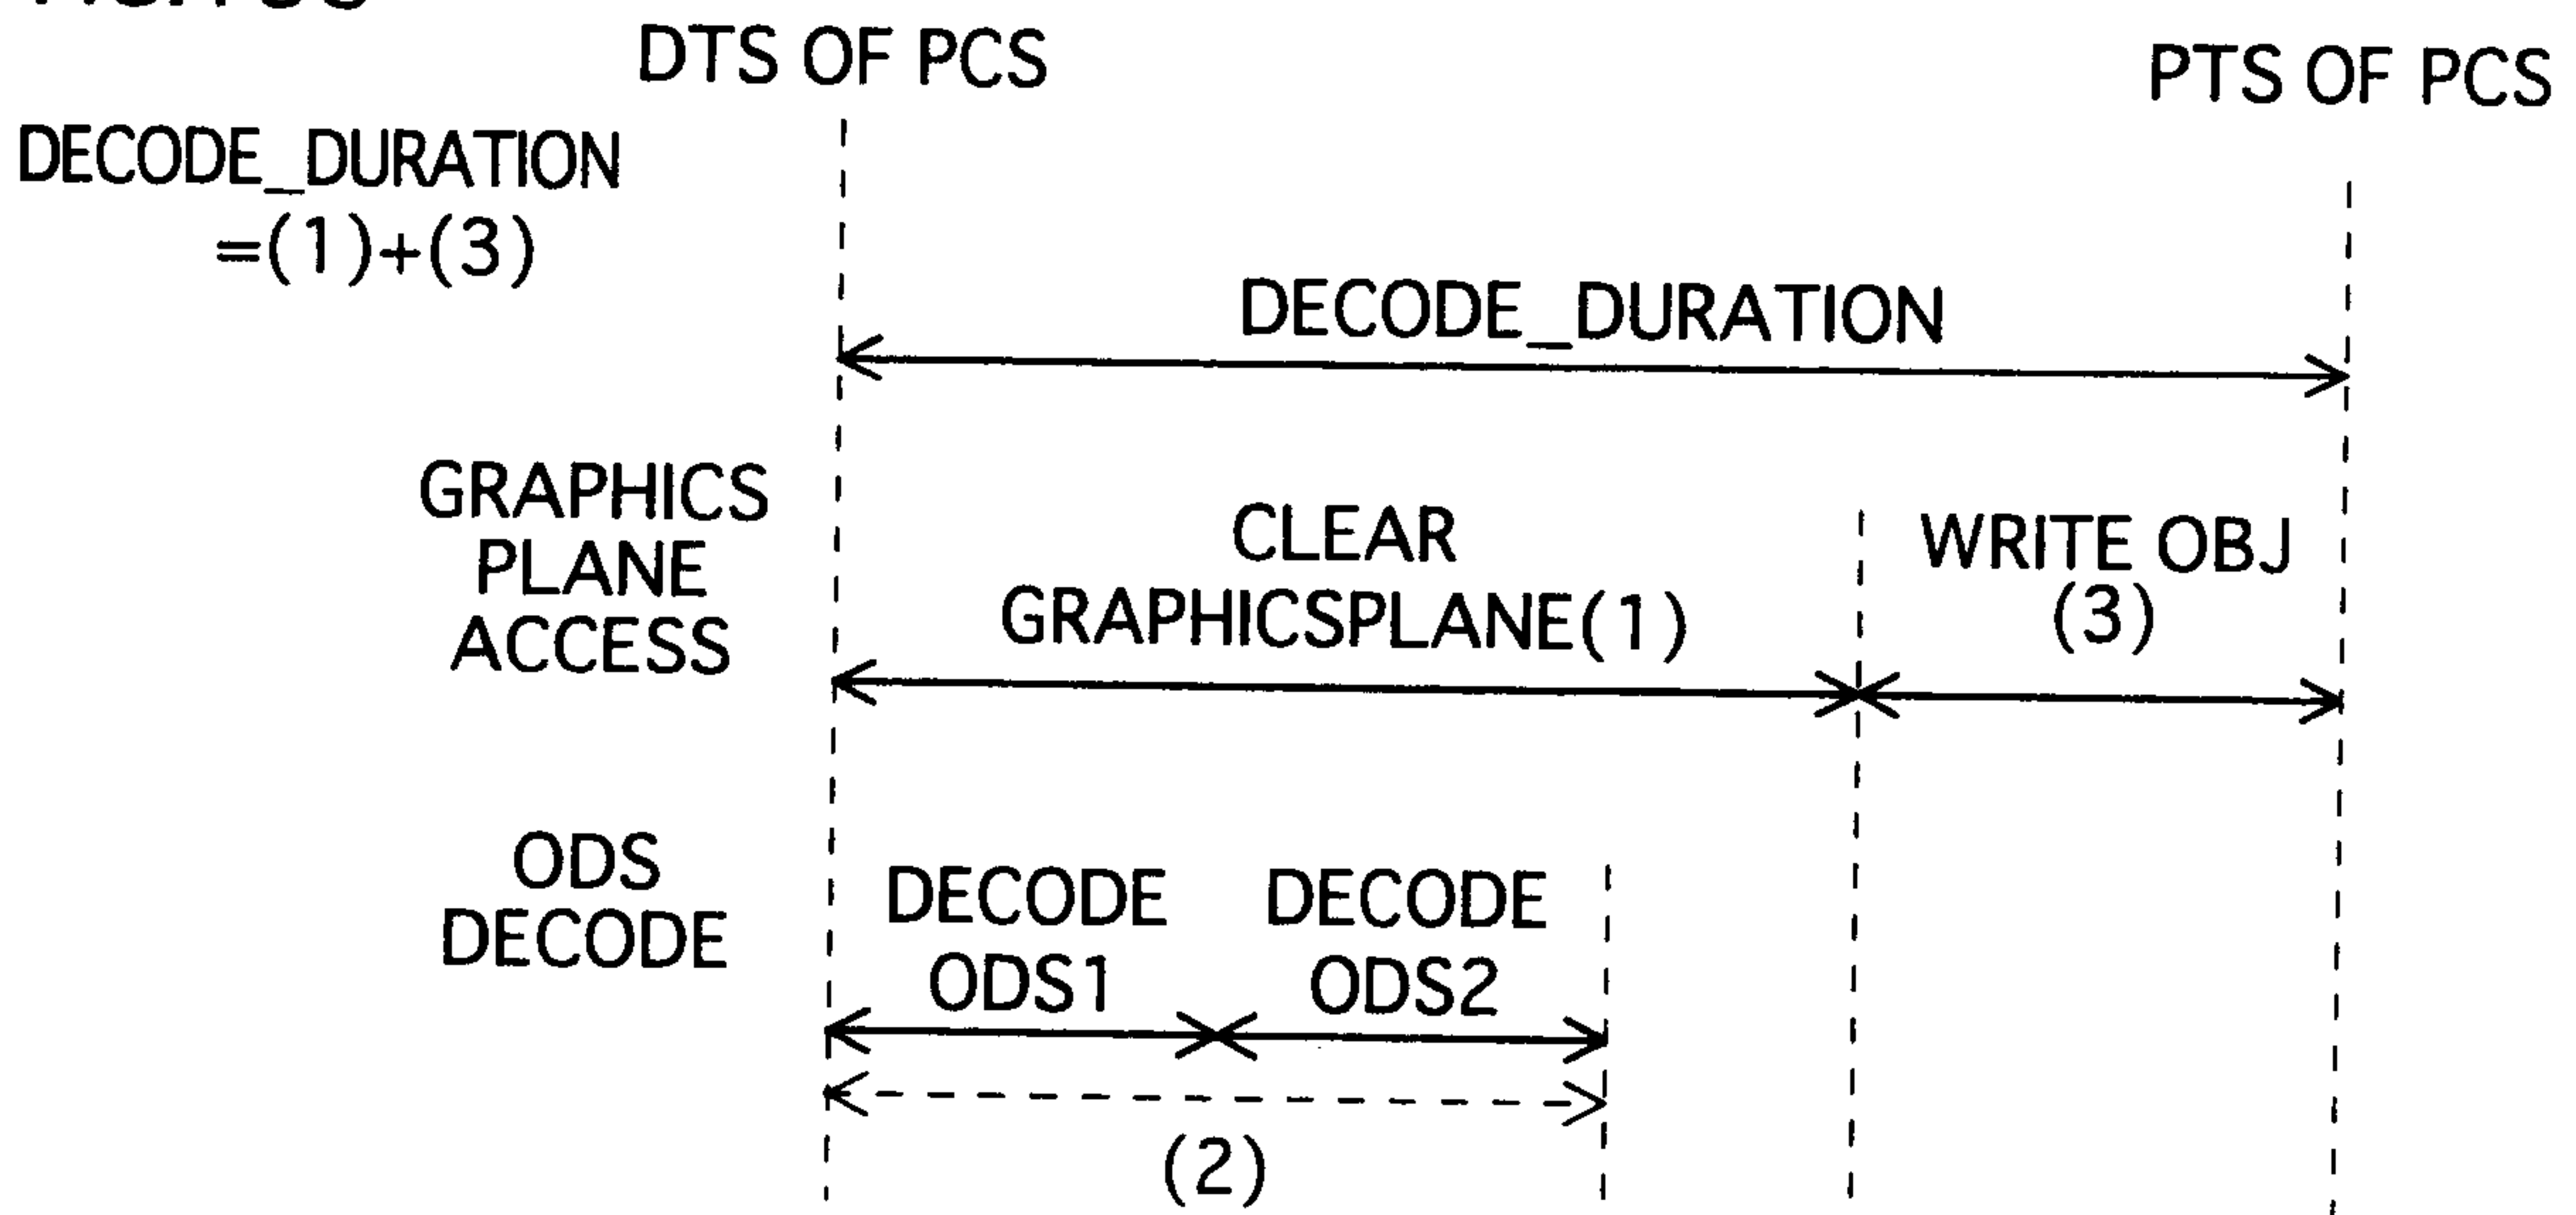 DTS OF PCS
PTS OF PCS
DECODE_DURATION
=(1)+(3)
DECODE_DURATION
GRAPHICS
PLANE
ACCESS
CLEAR
GRAPHICSPLANE(1)
WRITE OBJ
(3)
ODS
DECODE
DECODE
ODS1
DECODE
ODS2
(2)